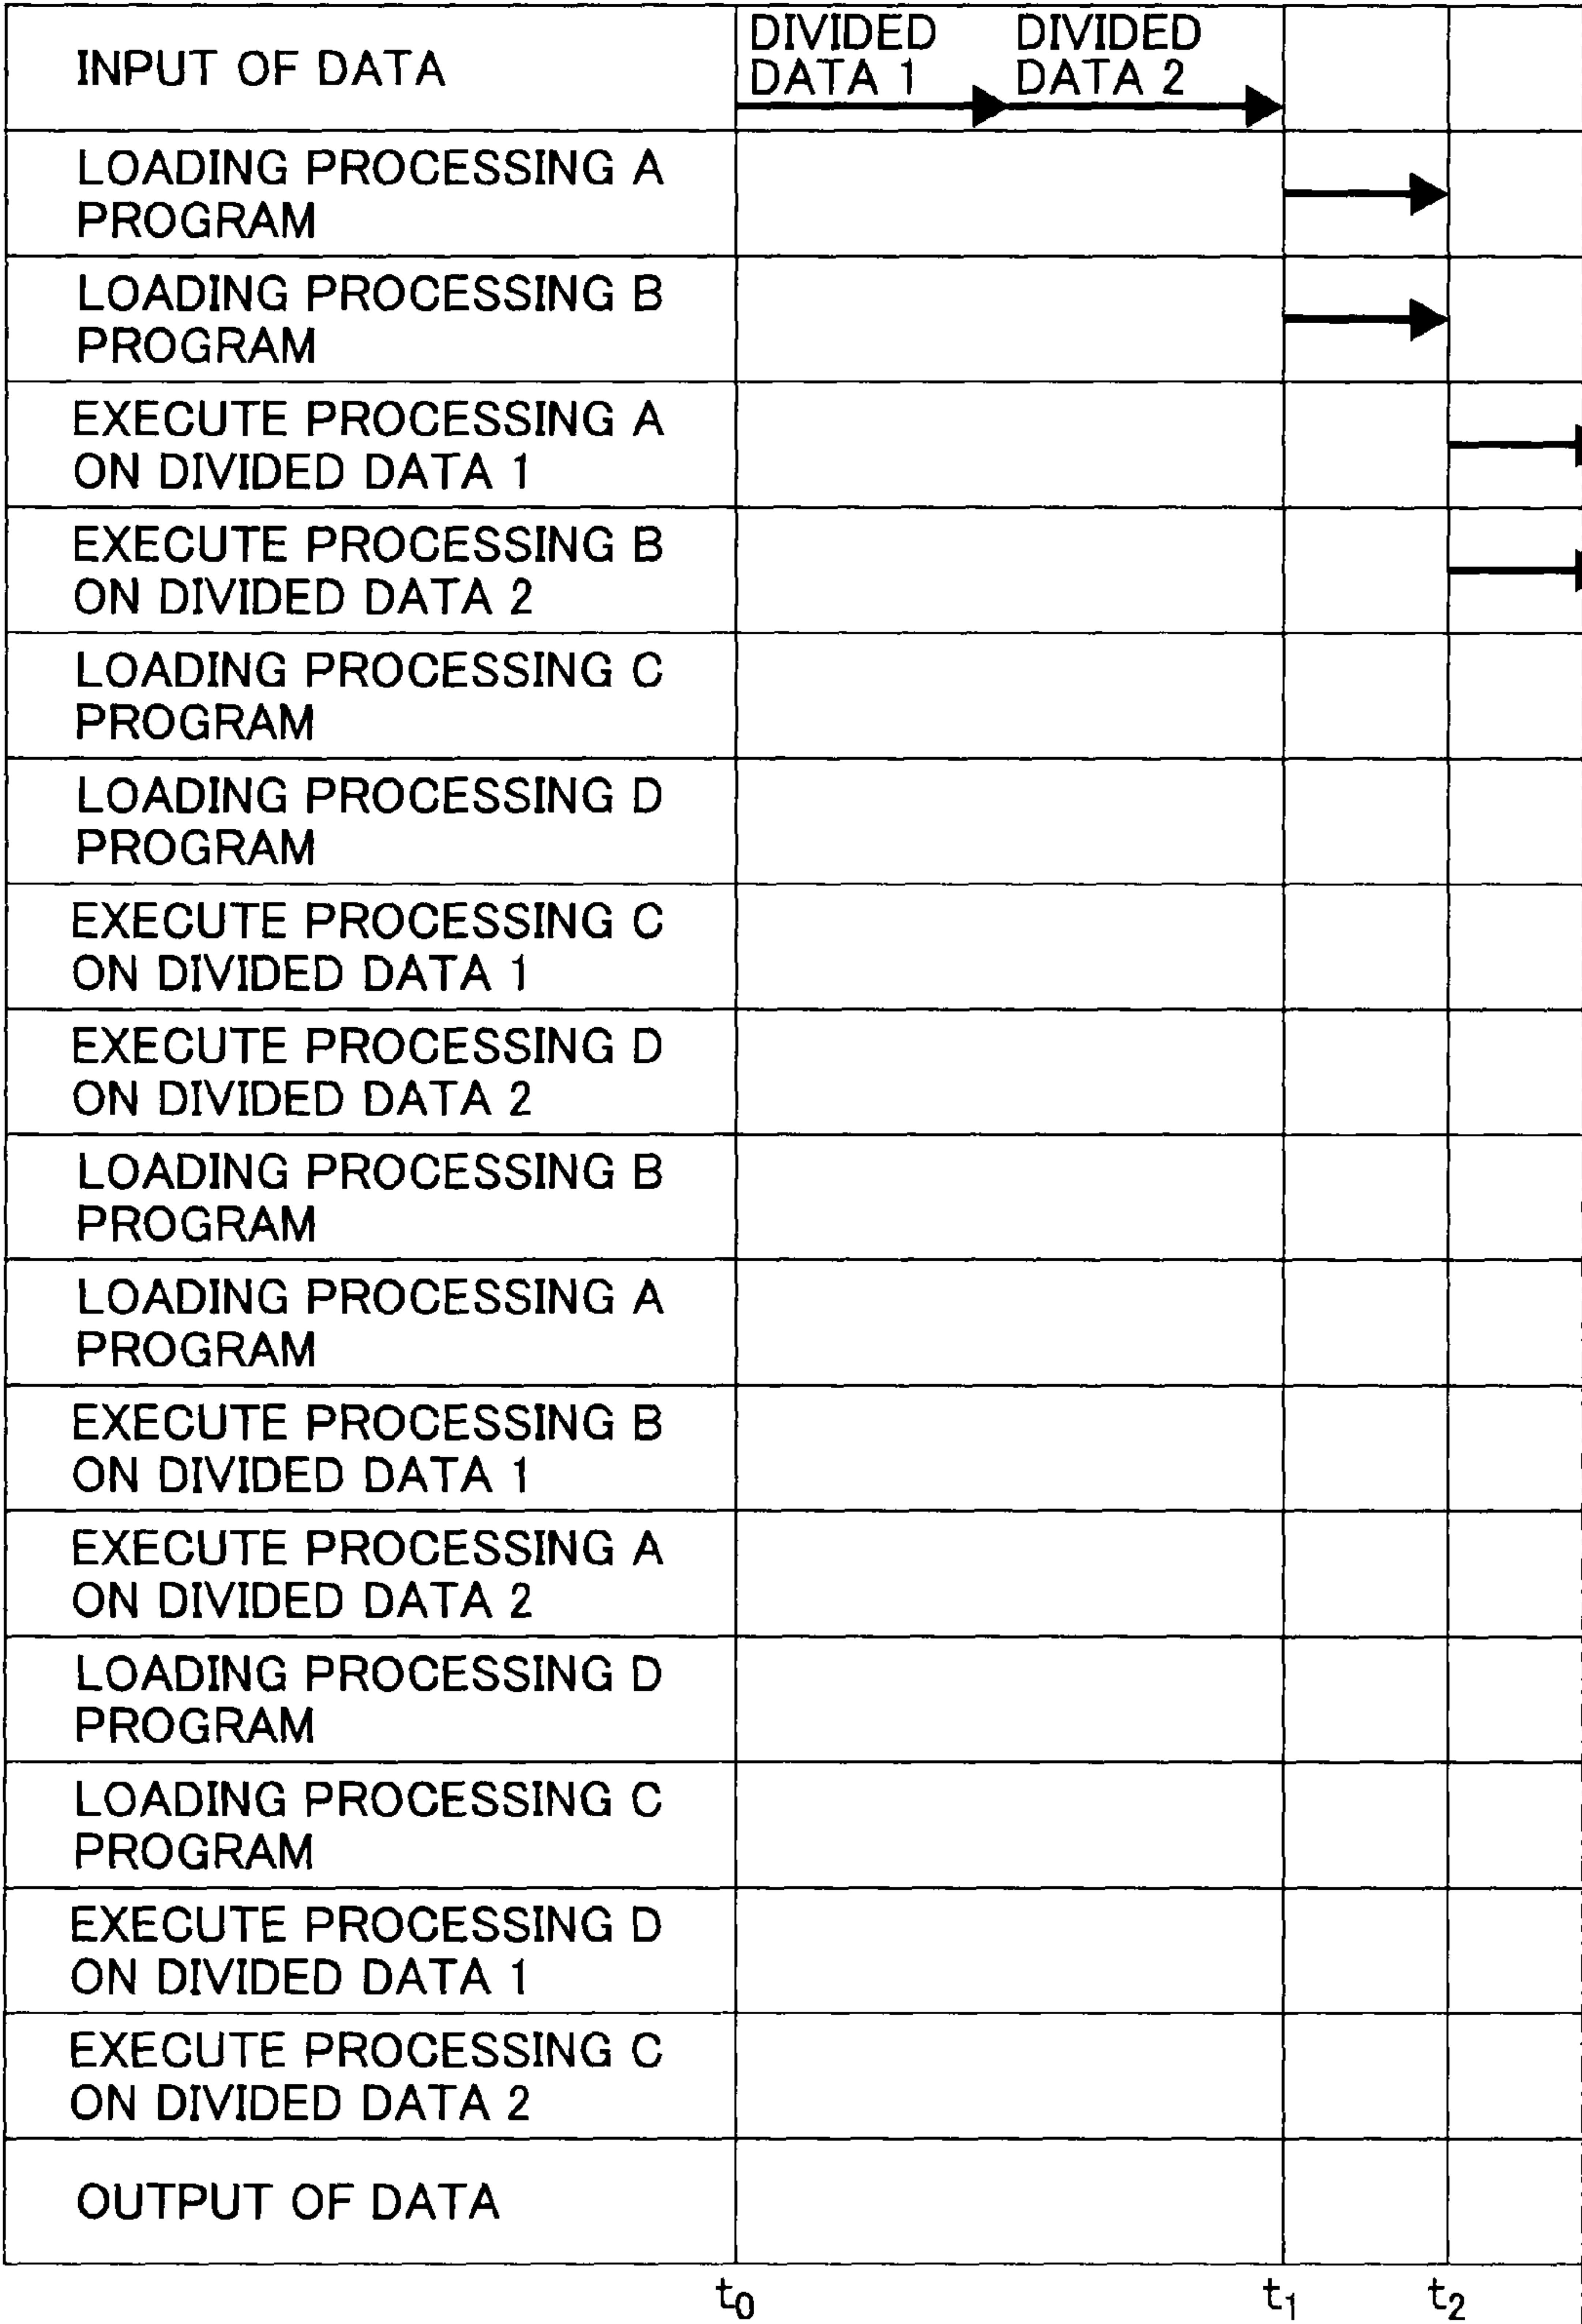 INPUT OF DATA
DIVIDED DATA 1
DIVIDED DATA 2
LOADING PROCESSING A
PROGRAM
LOADING PROCESSING B
PROGRAM
EXECUTE PROCESSING A
ON DIVIDED DATA 1
EXECUTE PROCESSING B
ON DIVIDED DATA 2
LOADING PROCESSING C
PROGRAM
LOADING PROCESSING D
PROGRAM
EXECUTE PROCESSING C
ON DIVIDED DATA 1
EXECUTE PROCESSING D
ON DIVIDED DATA 2
LOADING PROCESSING B
PROGRAM
LOADING PROCESSING A
PROGRAM
EXECUTE PROCESSING B
ON DIVIDED DATA 1
EXECUTE PROCESSING A
ON DIVIDED DATA 2
LOADING PROCESSING D
PROGRAM
LOADING PROCESSING C
PROGRAM
EXECUTE PROCESSING D
ON DIVIDED DATA 1
EXECUTE PROCESSING C
ON DIVIDED DATA 2
OUTPUT OF DATA
t0 t1 t2